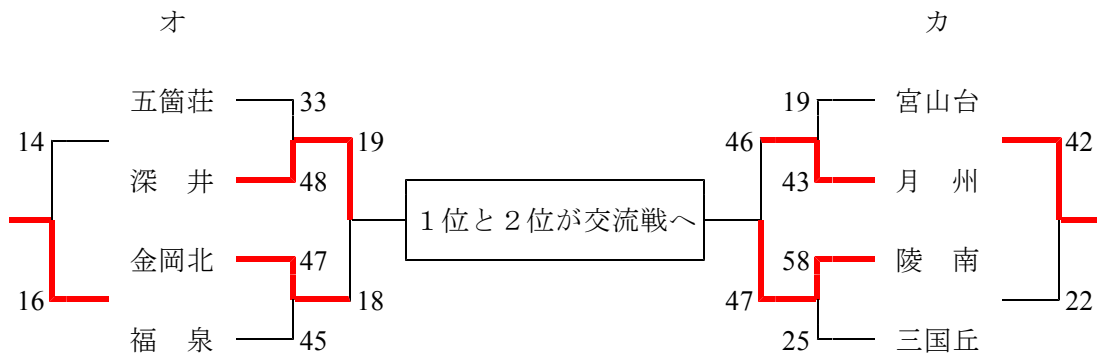 オ カ
五箇荘 33 19 宮山台
14 19 46 42
深 井 48 43 月 州
１位と２位が交流戦へ
金岡北 47 58 陵 南
16 18 47 22
福 泉 45 25 三国丘